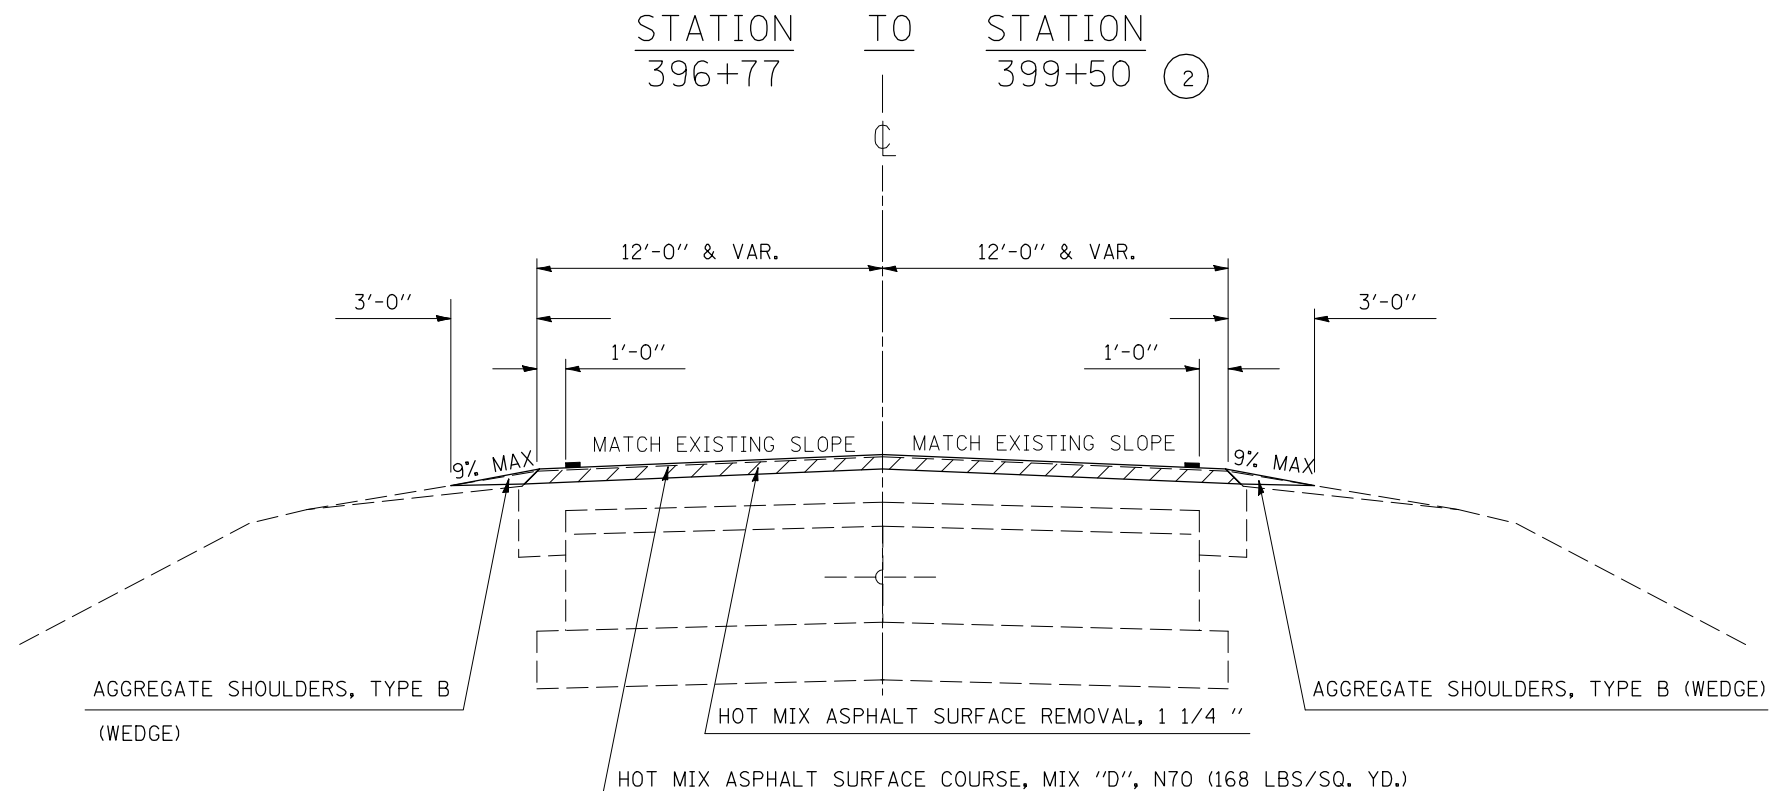 STATION TO STATION
396+77 399+50 2
℄
12'-0" & VAR. 12'-0" & VAR.
3'-0" 3'-0"
1'-0" 1'-0"
MATCH EXISTING SLOPE MATCH EXISTING SLOPE
9% MAX 9% MAX
AGGREGATE SHOULDERS, TYPE B
(WEDGE)
AGGREGATE SHOULDERS, TYPE B (WEDGE)
HOT MIX ASPHALT SURFACE REMOVAL, 1 1/4 "
HOT MIX ASPHALT SURFACE COURSE, MIX "D", N70 (168 LBS/SQ. YD.)